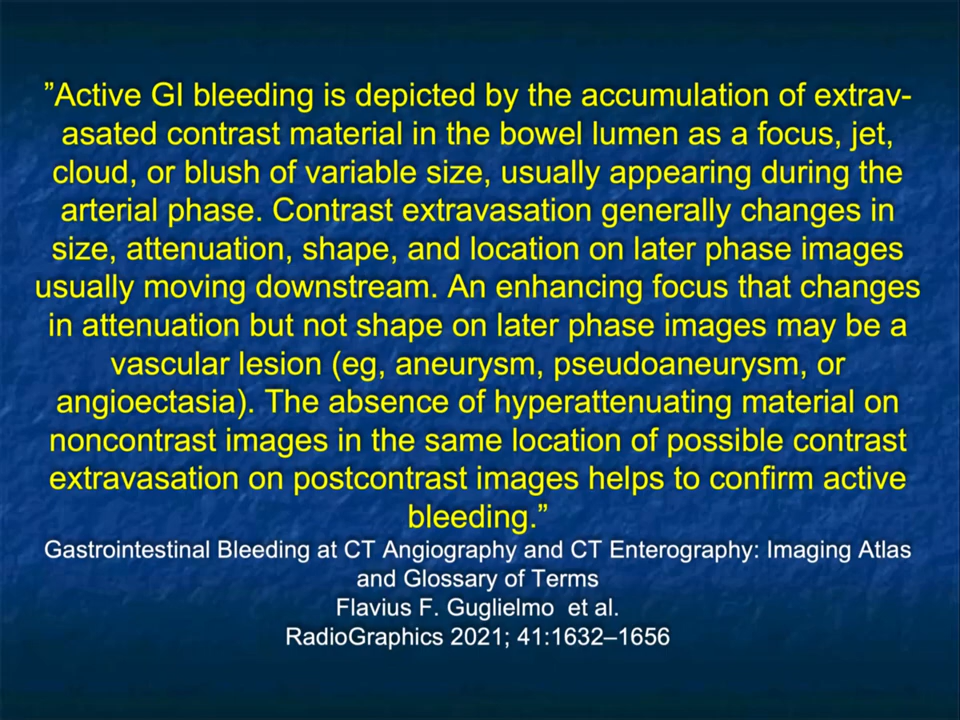 ”Active GI bleeding is depicted by the accumulation of extrav-
asated contrast material in the bowel lumen as a focus, jet,
cloud, or blush of variable size, usually appearing during the
arterial phase. Contrast extravasation generally changes in
size, attenuation, shape, and location on later phase images
usually moving downstream. An enhancing focus that changes
in attenuation but not shape on later phase images may be a
vascular lesion (eg, aneurysm, pseudoaneurysm, or
angioectasia). The absence of hyperattenuating material on
noncontrast images in the same location of possible contrast
extravasation on postcontrast images helps to confirm active
bleeding.”
Gastrointestinal Bleeding at CT Angiography and CT Enterography: Imaging Atlas
and Glossary of Terms
Flavius F. Guglielmo et al.
RadioGraphics 2021; 41:1632–1656